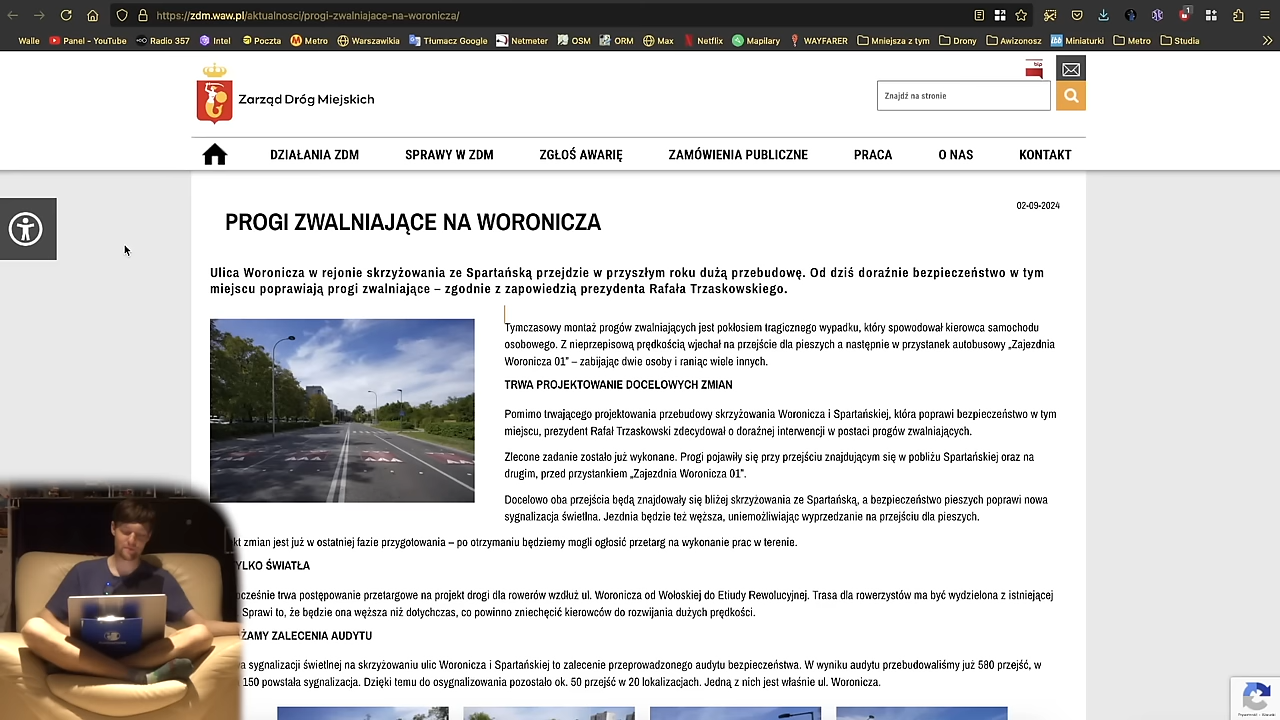 https://zdm.waw.pl/aktualnosci/progi-zwalniajace-na-woronicza/
Walle Panel - YouTube Radio 357 Intel Poczta Metro Warszawikia Tłumacz Google Netmeter OSM ORM Max Netflix Mapilary WAYFARER Mniejsza z tym Drony Awizonosz Miniaturki Metro Studia
bip
Zarząd Dróg Miejskich
Znajdź na stronie
DZIAŁANIA ZDM SPRAWY W ZDM ZGŁOŚ AWARIĘ ZAMÓWIENIA PUBLICZNE PRACA O NAS KONTAKT
02-09-2024
PROGI ZWALNIAJĄCE NA WORONICZA
Ulica Woronicza w rejonie skrzyżowania ze Spartańską przejdzie w przyszłym roku dużą przebudowę. Od dziś doraźnie bezpieczeństwo w tym
miejscu poprawiają progi zwalniające – zgodnie z zapowiedzią prezydenta Rafała Trzaskowskiego.
Tymczasowy montaż progów zwalniających jest pokłosiem tragicznego wypadku, który spowodował kierowca samochodu
osobowego. Z nieprzepisową prędkością wjechał na przejście dla pieszych a następnie w przystanek autobusowy „Zajezdnia
Woronicza 01” – zabijając dwie osoby i raniąc wiele innych.
TRWA PROJEKTOWANIE DOCELOWYCH ZMIAN
Pomimo trwającego projektowania przebudowy skrzyżowania Woronicza i Spartańskiej, która poprawi bezpieczeństwo w tym
miejscu, prezydent Rafał Trzaskowski zdecydował o doraźnej interwencji w postaci progów zwalniających.
Zlecone zadanie zostało już wykonane. Progi pojawiły się przy przejściu znajdującym się w pobliżu Spartańskiej oraz na
drugim, przed przystankiem „Zajezdnia Woronicza 01”.
Docelowo oba przejścia będą znajdowały się bliżej skrzyżowania ze Spartańską, a bezpieczeństwo pieszych poprawi nowa
sygnalizacja świetlna. Jezdnia będzie też węższa, uniemożliwiając wyprzedzanie na przejściu dla pieszych.
kt zmian jest już w ostatniej fazie przygotowania – po otrzymaniu będziemy mogli ogłosić przetarg na wykonanie prac w terenie.
YLKO ŚWIATŁA
ocześnie trwa postępowanie przetargowe na projekt drogi dla rowerów wzdłuż ul. Woronicza od Wołoskiej do Etiudy Rewolucyjnej. Trasa dla rowerzystów ma być wydzielona z istniejącej
Sprawi to, że będzie ona węższa niż dotychczas, co powinno zniechęcić kierowców do rozwijania dużych prędkości.
ŻAMY ZALECENIA AUDYTU
a sygnalizacji świetlnej na skrzyżowaniu ulic Woronicza i Spartańskiej to zalecenie przeprowadzonego audytu bezpieczeństwa. W wyniku audytu przebudowaliśmy już 580 przejść, w
150 powstała sygnalizacja. Dzięki temu do osygnalizowania pozostało ok. 50 przejść w 20 lokalizacjach. Jedną z nich jest właśnie ul. Woronicza.